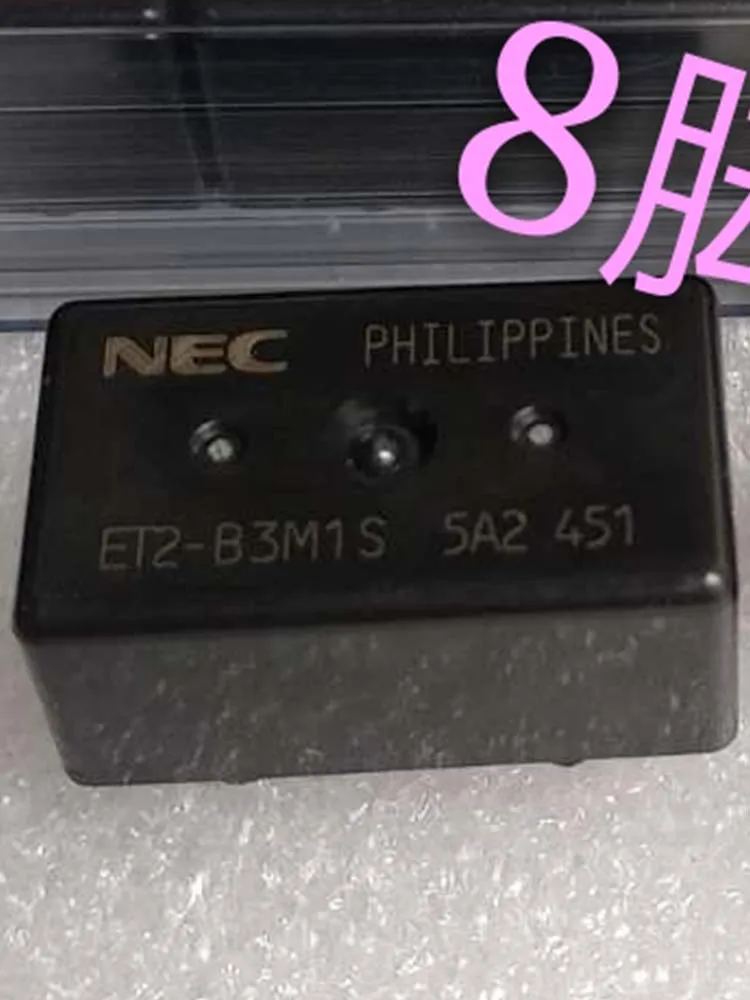 8脚
NEC PHILIPPINES
ET2-B3M1S 5A2 451